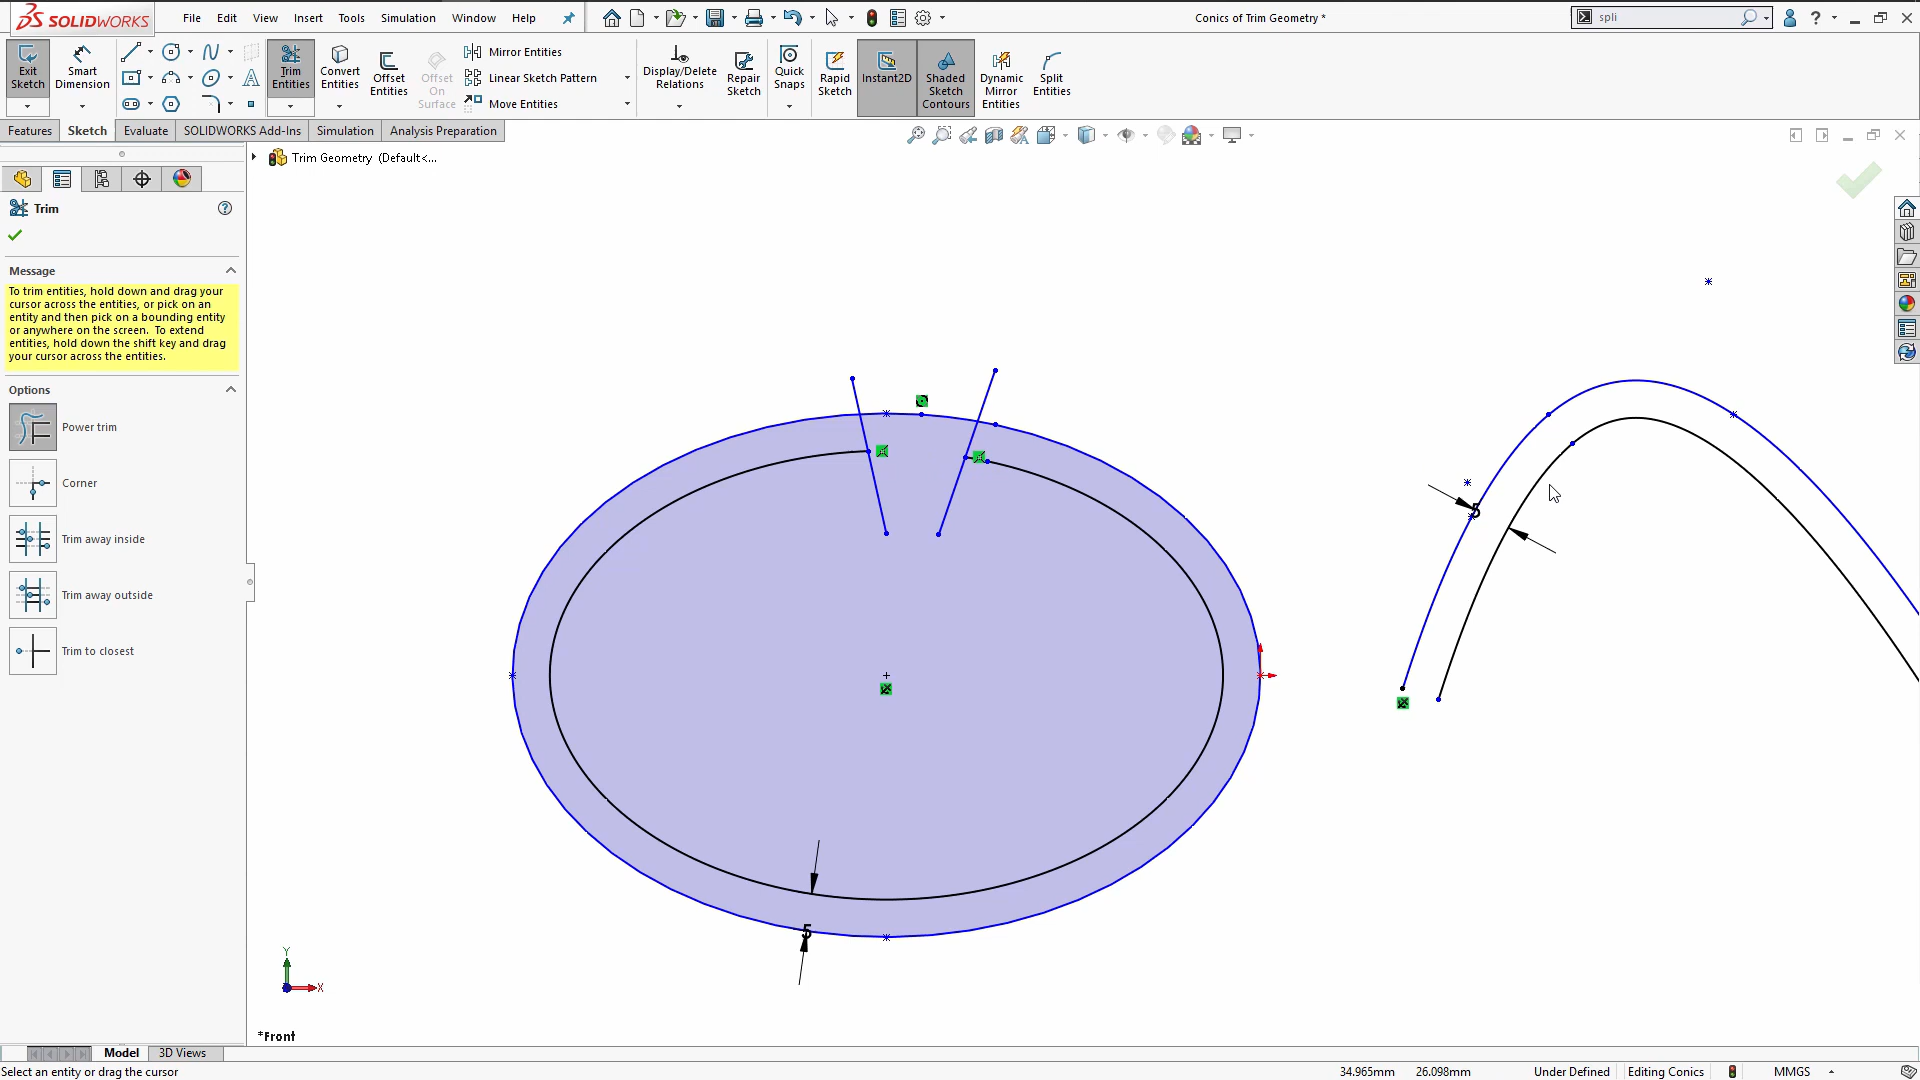 SOLIDWORKS
File Edit View Insert Tools Simulation Window Help
Conics of Trim Geometry *
spli
Exit Sketch
Smart Dimension
Trim Entities
Convert Entities
Offset Entities
Offset On Surface
Mirror Entities
Linear Sketch Pattern
Move Entities
Display/Delete Relations
Repair Sketch
Quick Snaps
Rapid Sketch
Instant2D
Shaded Sketch Contours
Dynamic Mirror Entities
Split Entities
Features Sketch Evaluate SOLIDWORKS Add-Ins Simulation Analysis Preparation
Trim Geometry (Default<...
Trim
Message
To trim entities, hold down and drag your
cursor across the entities, or pick on an
entity and then pick on a bounding entity
or anywhere on the screen. To extend
entities, hold down the shift key and drag
your cursor across the entities.
Options
Power trim
Corner
Trim away inside
Trim away outside
Trim to closest
5
5
Y
X
*Front
Model 3D Views
Select an entity or drag the cursor
34.965mm 26.098mm Under Defined Editing Conics MMGS